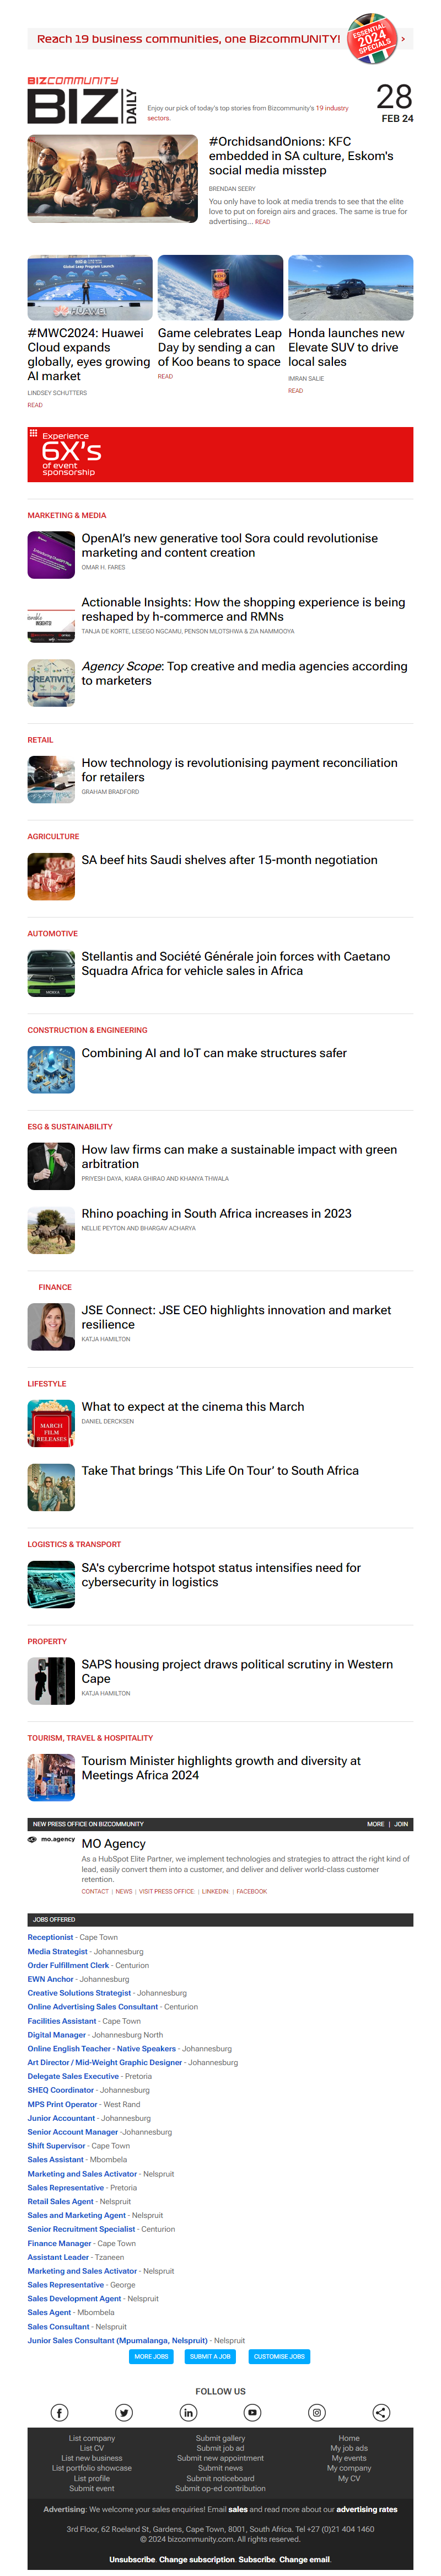 Reach 19 business communities, one BizcommUNITY!
ESSENTIAL
2024
SPECIALS
BIZCOMMUNITY
BIZ DAILY
Enjoy our pick of today's top stories from Bizcommunity's 19 industry
sectors.
28
FEB 24
#OrchidsandOnions: KFC
embedded in SA culture, Eskom's
social media misstep
BRENDAN SEERY
You only have to look at media trends to see that the elite
love to put on foreign airs and graces. The same is true for
advertising... READ
HUAWEI
#MWC2024: Huawei
Cloud expands
globally, eyes growing
AI market
LINDSEY SCHUTTERS
READ
Game celebrates Leap
Day by sending a can
of Koo beans to space
READ
Honda launches new
Elevate SUV to drive
local sales
IMRAN SALIE
READ
Experience
6X's
of event
sponsorship
MARKETING & MEDIA
OpenAI's new generative tool Sora could revolutionise
marketing and content creation
OMAR H. FARES
Actionable Insights: How the shopping experience is being
reshaped by h-commerce and RMNs
TANJA DE KORTE, LESEGO NGCAMU, PENSON MLOTSHWA & ZIA NAMMOOYA
CREATIVITY
Agency Scope: Top creative and media agencies according
to marketers
RETAIL
How technology is revolutionising payment reconciliation
for retailers
GRAHAM BRADFORD
AGRICULTURE
SA beef hits Saudi shelves after 15-month negotiation
AUTOMOTIVE
MOKKA
Stellantis and Société Générale join forces with Caetano
Squadra Africa for vehicle sales in Africa
CONSTRUCTION & ENGINEERING
Combining AI and IoT can make structures safer
ESG & SUSTAINABILITY
How law firms can make a sustainable impact with green
arbitration
PRIYESH DAYA, KIARA GHIRAO AND KHANYA THWALA
Rhino poaching in South Africa increases in 2023
NELLIE PEYTON AND BHARGAV ACHARYA
FINANCE
JSE Connect: JSE CEO highlights innovation and market
resilience
KATJA HAMILTON
LIFESTYLE
MARCH
FILM
RELEASES
What to expect at the cinema this March
DANIEL DERCKSEN
Take That brings 'This Life On Tour' to South Africa
LOGISTICS & TRANSPORT
SA's cybercrime hotspot status intensifies need for
cybersecurity in logistics
PROPERTY
SAPS housing project draws political scrutiny in Western
Cape
KATJA HAMILTON
TOURISM, TRAVEL & HOSPITALITY
Tourism Minister highlights growth and diversity at
Meetings Africa 2024
NEW PRESS OFFICE ON BIZCOMMUNITY MORE | JOIN
mo.agency
MO Agency
As a HubSpot Elite Partner, we implement technologies and strategies to attract the right kind of
lead, easily convert them into a customer, and deliver and deliver world-class customer
retention.
CONTACT | NEWS | VISIT PRESS OFFICE | LINKEDIN | FACEBOOK
JOBS OFFERED
Receptionist - Cape Town
Media Strategist - Johannesburg
Order Fulfillment Clerk - Centurion
EWN Anchor - Johannesburg
Creative Solutions Strategist - Johannesburg
Online Advertising Sales Consultant - Centurion
Facilities Assistant - Cape Town
Digital Manager - Johannesburg North
Online English Teacher - Native Speakers - Johannesburg
Art Director / Mid-Weight Graphic Designer - Johannesburg
Delegate Sales Executive - Pretoria
SHEQ Coordinator - Johannesburg
MPS Print Operator - West Rand
Junior Accountant - Johannesburg
Senior Account Manager -Johannesburg
Shift Supervisor - Cape Town
Sales Assistant - Mbombela
Marketing and Sales Activator - Nelspruit
Sales Representative - Pretoria
Retail Sales Agent - Nelspruit
Sales and Marketing Agent - Nelspruit
Senior Recruitment Specialist - Centurion
Finance Manager - Cape Town
Assistant Leader - Tzaneen
Marketing and Sales Activator - Nelspruit
Sales Representative - George
Sales Development Agent - Nelspruit
Sales Agent - Mbombela
Sales Consultant - Nelspruit
Junior Sales Consultant (Mpumalanga, Nelspruit) - Nelspruit
MORE JOBS SUBMIT A JOB CUSTOMISE JOBS
FOLLOW US
List company
List CV
List new business
List portfolio showcase
List profile
Submit event
Submit gallery
Submit job ad
Submit new appointment
Submit news
Submit noticeboard
Submit op-ed contribution
Home
My job ads
My events
My company
My CV
Advertising: We welcome your sales enquiries! Email sales and read more about our advertising rates
3rd Floor, 62 Roeland St, Gardens, Cape Town, 8001, South Africa. Tel +27 (0)21 404 1460
© 2024 bizcommunity.com. All rights reserved.
Unsubscribe. Change subscription. Subscribe. Change email.